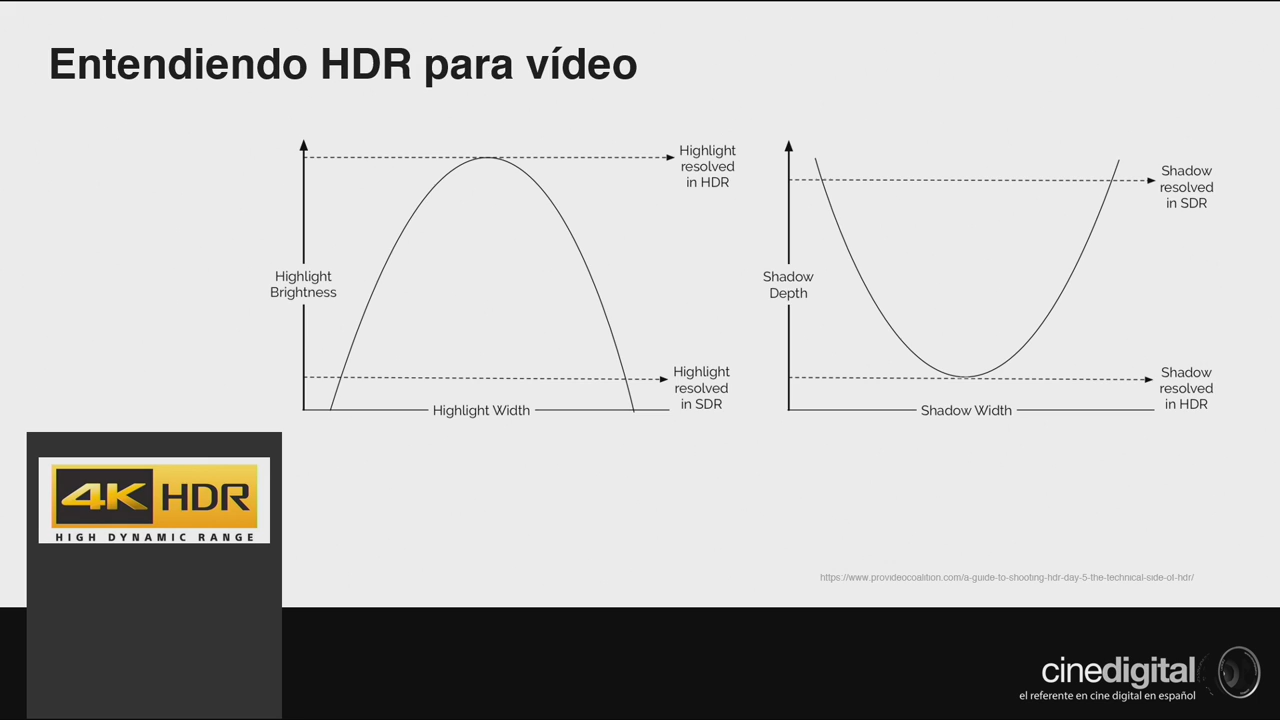 Entendiendo HDR para vídeo
Highlight
resolved
in HDR
Highlight
Brightness
Highlight
resolved
in SDR
Highlight Width
Shadow
resolved
in SDR
Shadow
Depth
Shadow
resolved
in HDR
Shadow Width
4K HDR
HIGH DYNAMIC RANGE
https://www.provideocoalition.com/a-guide-to-shooting-hdr-day-5-the-technical-side-of-hdr/
cinedigital
el referente en cine digital en español